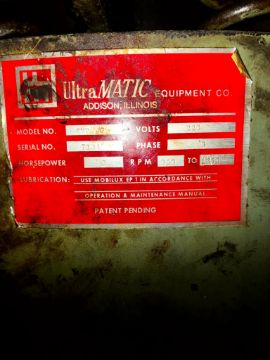 UltraMATIC EQUIPMENT CO.
ADDISON, ILLINOIS
MODEL NO. VOLTS
SERIAL NO. PHASE
HORSEPOWER RPM TO
LUBRICATION: USE MOBILUX EP 1 IN ACCORDANCE WITH
OPERATION & MAINTENANCE MANUAL
PATENT PENDING